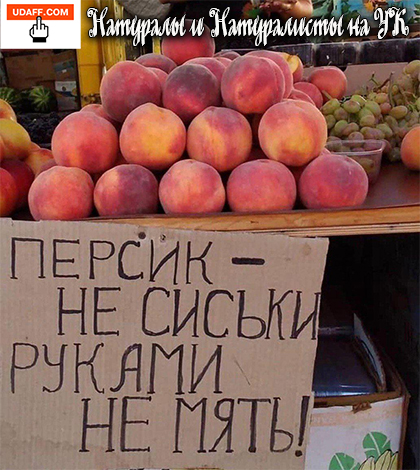 UDAFF.COM
Натуралы и Натуралисты на УК
ПЕРСИК –
НЕ СИСЬКИ
РУКАМИ
НЕ МЯТЬ!